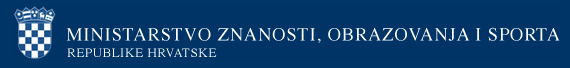 MINISTARSTVO ZNANOSTI, OBRAZOVANJA I SPORTA
REPUBLIKE HRVATSKE